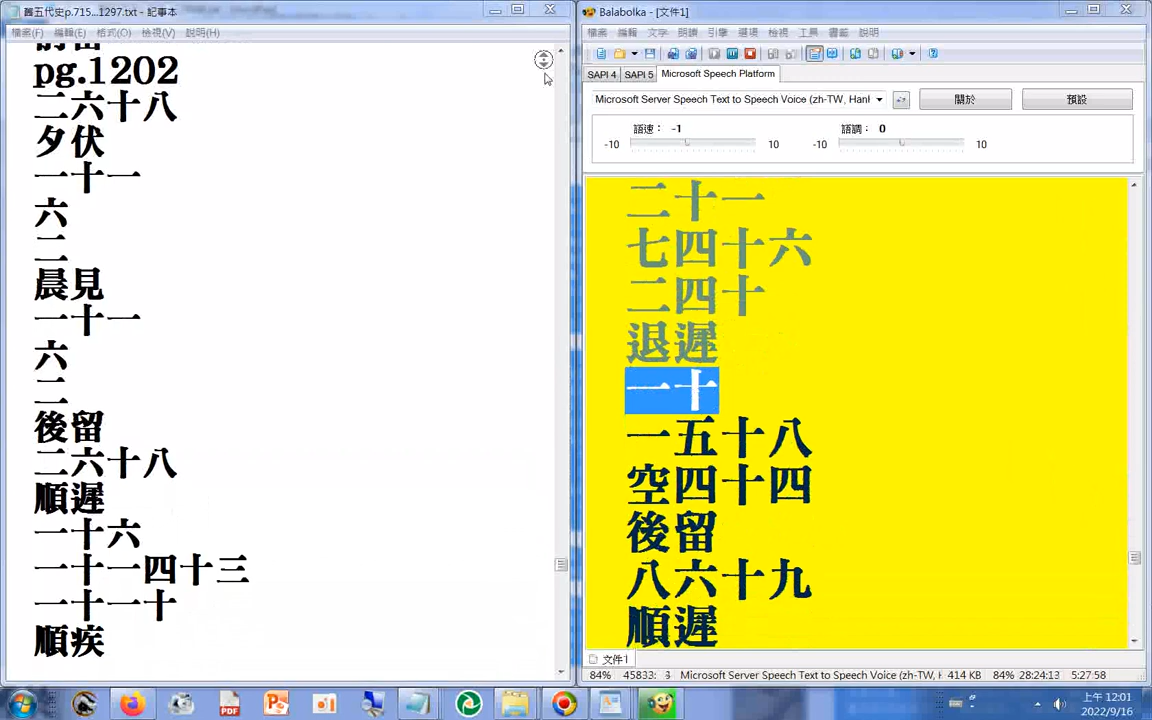 舊五代史p.715...1297.txt - 記事本
檔案(F) 編輯(E) 格式(O) 檢視(V) 說明(H)
前留
pg.1202
二六十八
夕伏
一十一
六
二
晨見
一十一
六
二
後留
二六十八
順遲
一十六
一十一四十三
一十一十
順疾
Balabolka - [文件1]
檔案 編輯 文字 朗讀 引擎 選項 檢視 工具 書籤 說明
SAPI 4 SAPI 5 Microsoft Speech Platform
Microsoft Server Speech Text to Speech Voice (zh-TW, Hanl
關於 預設
語速： -1 語調： 0
-10 10 -10 10
二十一
七四十六
二四十
退遲
一十
一五十八
空四十四
後留
八六十九
順遲
文件1
84% 45833: Microsoft Server Speech Text to Speech Voice (zh-TW, H 414 KB 84% 28:24:13 5:27:58
PDF
上午 12:01
2022/9/16